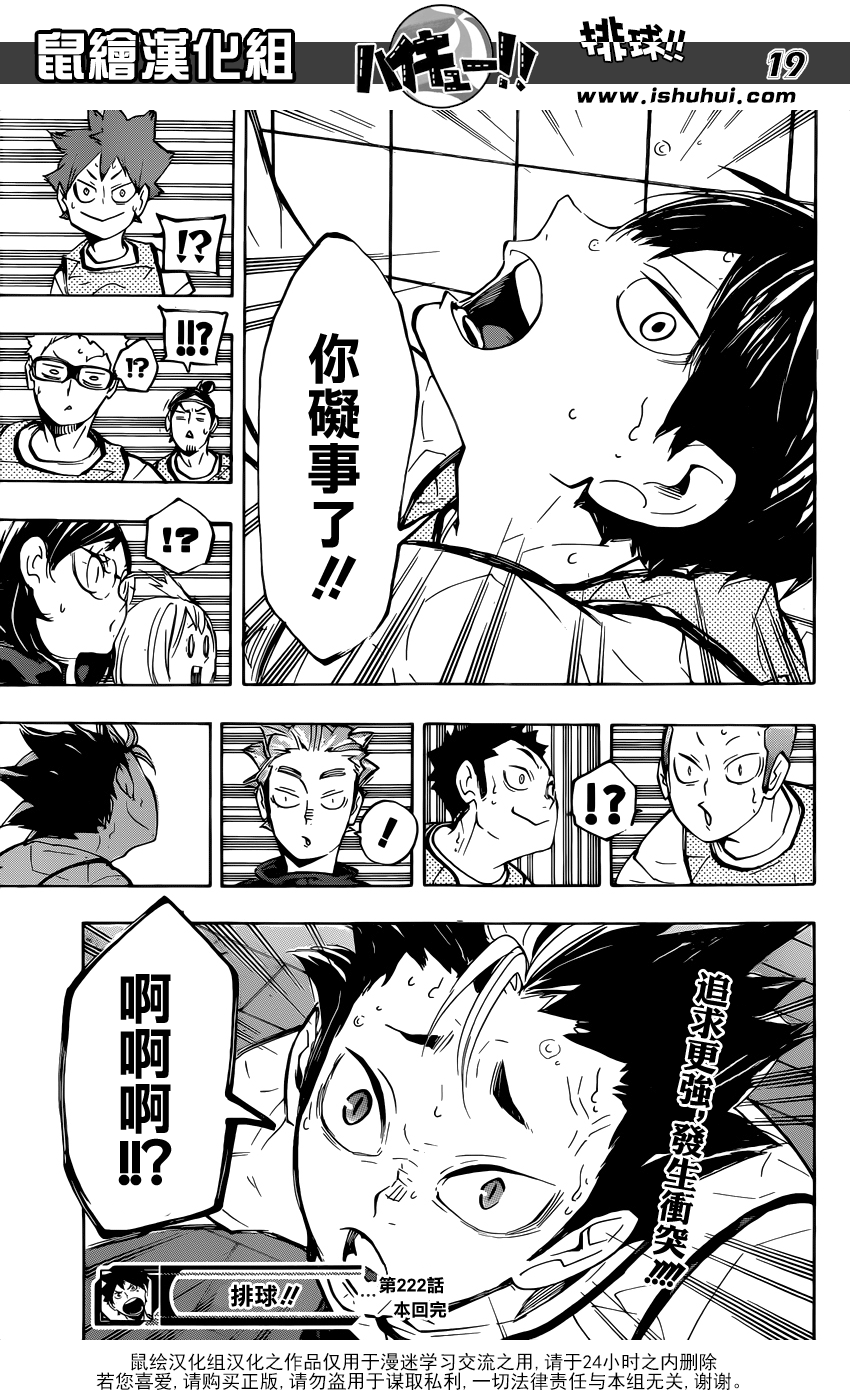 鼠繪漢化組
ハイキュー!!
排球!!
19
www.ishuhui.com
你礙事了!!
!?
!!?
!?
!?
!?
!
啊啊啊!!?
追求更強，發生衝突!!!!!
排球!!
…第222話
／本回完
鼠绘汉化组汉化之作品仅用于漫迷学习交流之用, 请于24小时之内删除
若您喜爱, 请购买正版, 请勿盗用于谋取私利, 一切法律责任与本组无关, 谢谢。